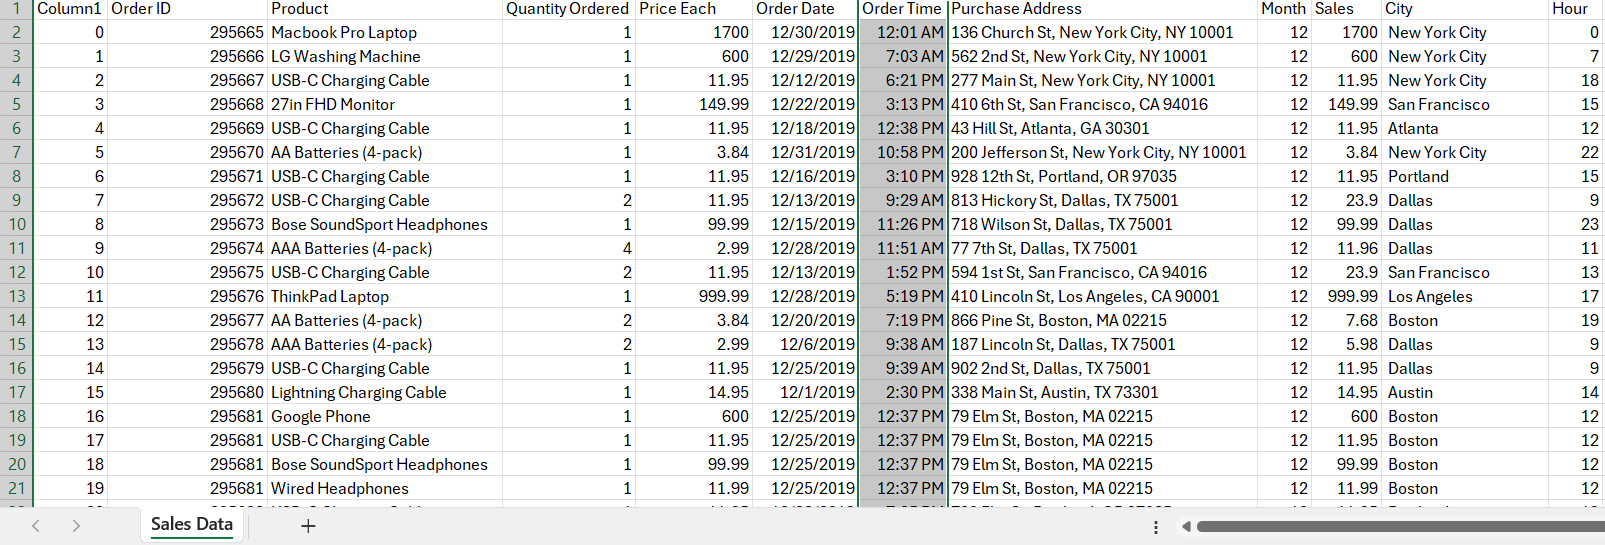 1 Column1 Order ID Product Quantity Ordered Price Each Order Date Order Time Purchase Address Month Sales City Hour
2 0 295665 Macbook Pro Laptop 1 1700 12/30/2019 12:01 AM 136 Church St, New York City, NY 10001 12 1700 New York City 0
3 1 295666 LG Washing Machine 1 600 12/29/2019 7:03 AM 562 2nd St, New York City, NY 10001 12 600 New York City 7
4 2 295667 USB-C Charging Cable 1 11.95 12/12/2019 6:21 PM 277 Main St, New York City, NY 10001 12 11.95 New York City 18
5 3 295668 27in FHD Monitor 1 149.99 12/22/2019 3:13 PM 410 6th St, San Francisco, CA 94016 12 149.99 San Francisco 15
6 4 295669 USB-C Charging Cable 1 11.95 12/18/2019 12:38 PM 43 Hill St, Atlanta, GA 30301 12 11.95 Atlanta 12
7 5 295670 AA Batteries (4-pack) 1 3.84 12/31/2019 10:58 PM 200 Jefferson St, New York City, NY 10001 12 3.84 New York City 22
8 6 295671 USB-C Charging Cable 1 11.95 12/16/2019 3:10 PM 928 12th St, Portland, OR 97035 12 11.95 Portland 15
9 7 295672 USB-C Charging Cable 2 11.95 12/13/2019 9:29 AM 813 Hickory St, Dallas, TX 75001 12 23.9 Dallas 9
10 8 295673 Bose SoundSport Headphones 1 99.99 12/15/2019 11:26 PM 718 Wilson St, Dallas, TX 75001 12 99.99 Dallas 23
11 9 295674 AAA Batteries (4-pack) 4 2.99 12/28/2019 11:51 AM 77 7th St, Dallas, TX 75001 12 11.96 Dallas 11
12 10 295675 USB-C Charging Cable 2 11.95 12/13/2019 1:52 PM 594 1st St, San Francisco, CA 94016 12 23.9 San Francisco 13
13 11 295676 ThinkPad Laptop 1 999.99 12/28/2019 5:19 PM 410 Lincoln St, Los Angeles, CA 90001 12 999.99 Los Angeles 17
14 12 295677 AA Batteries (4-pack) 2 3.84 12/20/2019 7:19 PM 866 Pine St, Boston, MA 02215 12 7.68 Boston 19
15 13 295678 AAA Batteries (4-pack) 2 2.99 12/6/2019 9:38 AM 187 Lincoln St, Dallas, TX 75001 12 5.98 Dallas 9
16 14 295679 USB-C Charging Cable 1 11.95 12/25/2019 9:39 AM 902 2nd St, Dallas, TX 75001 12 11.95 Dallas 9
17 15 295680 Lightning Charging Cable 1 14.95 12/1/2019 2:30 PM 338 Main St, Austin, TX 73301 12 14.95 Austin 14
18 16 295681 Google Phone 1 600 12/25/2019 12:37 PM 79 Elm St, Boston, MA 02215 12 600 Boston 12
19 17 295681 USB-C Charging Cable 1 11.95 12/25/2019 12:37 PM 79 Elm St, Boston, MA 02215 12 11.95 Boston 12
20 18 295681 Bose SoundSport Headphones 1 99.99 12/25/2019 12:37 PM 79 Elm St, Boston, MA 02215 12 99.99 Boston 12
21 19 295681 Wired Headphones 1 11.99 12/25/2019 12:37 PM 79 Elm St, Boston, MA 02215 12 11.99 Boston 12
Sales Data